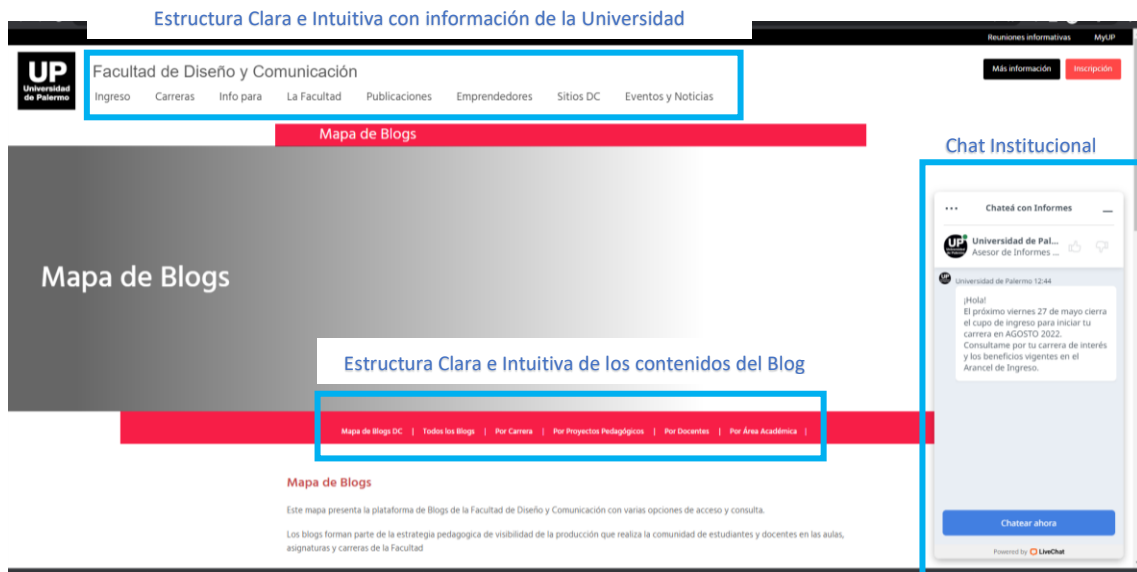 Estructura Clara e Intuitiva con información de la Universidad
Reuniones informativas MyUP
UP
Universidad
de Palermo
Facultad de Diseño y Comunicación
Más información Inscripción
Ingreso Carreras Info para La Facultad Publicaciones Emprendedores Sitios DC Eventos y Noticias
Mapa de Blogs
Chat Institucional
Mapa de Blogs
Estructura Clara e Intuitiva de los contenidos del Blog
Mapa de Blogs DC | Todos los Blogs | Por Carrera | Por Proyectos Pedagógicos | Por Docentes | Por Área Académica |
Mapa de Blogs
Este mapa presenta la plataforma de Blogs de la Facultad de Diseño y Comunicación con varias opciones de acceso y consulta.
Los blogs forman parte de la estrategia pedagogica de visibilidad de la producción que realiza la comunidad de estudiantes y docentes en las aulas,
asignaturas y carreras de la Facultad
Chateá con Informes
UP
Universidad de Pal...
Asesor de Informes ...
Universidad de Palermo 12:44
¡Hola!
El próximo viernes 27 de mayo cierra
el cupo de ingreso para iniciar tu
carrera en AGOSTO 2022.
Consultame por tu carrera de interés
y los beneficios vigentes en el
Arancel de Ingreso.
Chatear ahora
Powered by LiveChat